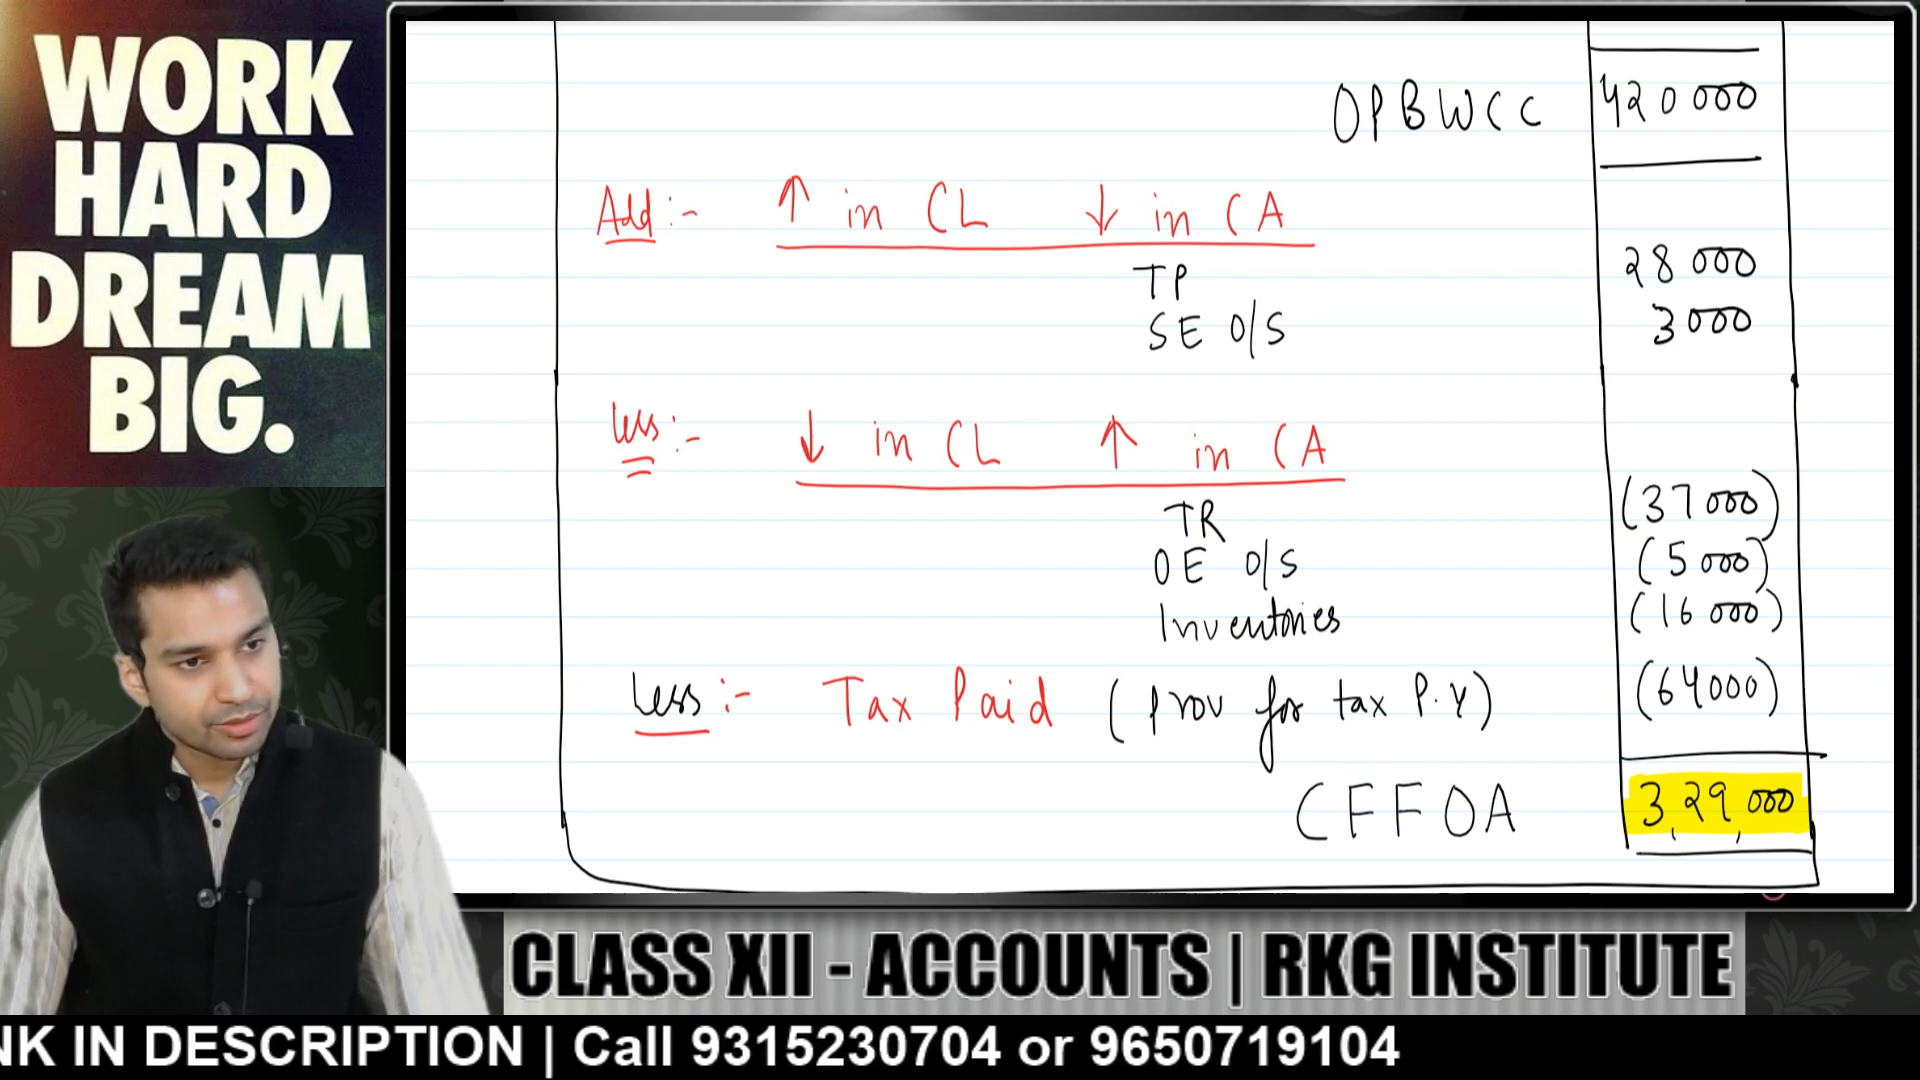 WORK
HARD
DREAM
BIG.
OPBWCC 420000
Add:- ↑ in CL ↓ in CA
TP 28000
SE O/S 3000
Less:- ↓ in CL ↑ in CA
TR (37000)
OE O/S (5000)
Inventories (16000)
Less:- Tax Paid (Prov for tax P.Y) (64000)
CFFOA 3,29,000
CLASS XII - ACCOUNTS | RKG INSTITUTE
NK IN DESCRIPTION | Call 9315230704 or 9650719104